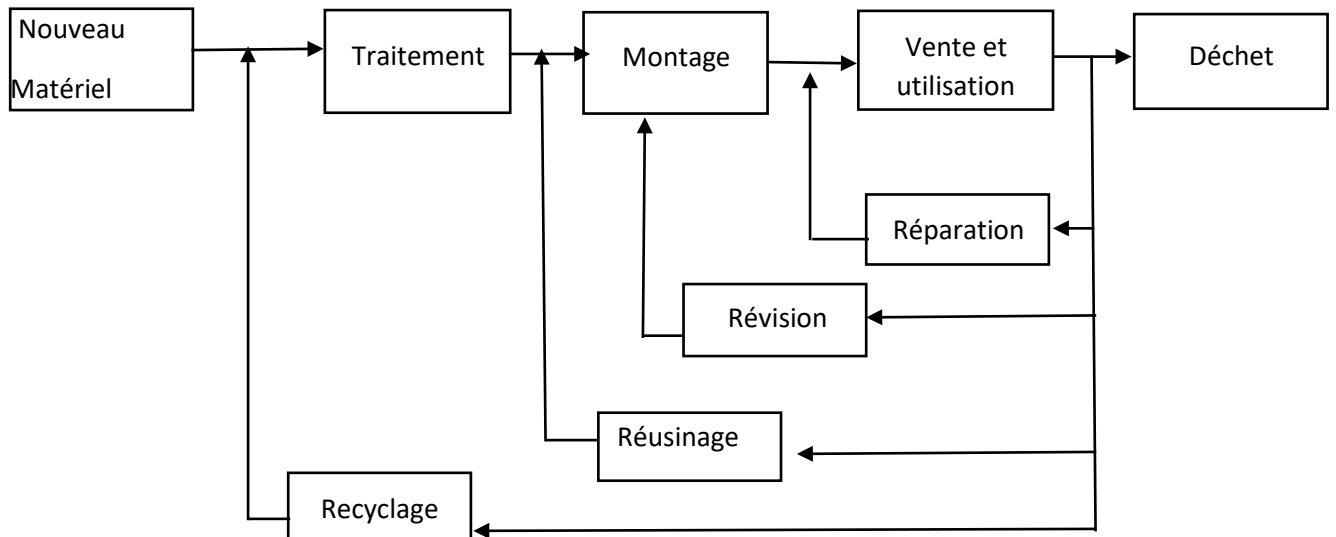 Nouveau
Matériel
Traitement
Montage
Vente et
utilisation
Déchet
Réparation
Révision
Réusinage
Recyclage